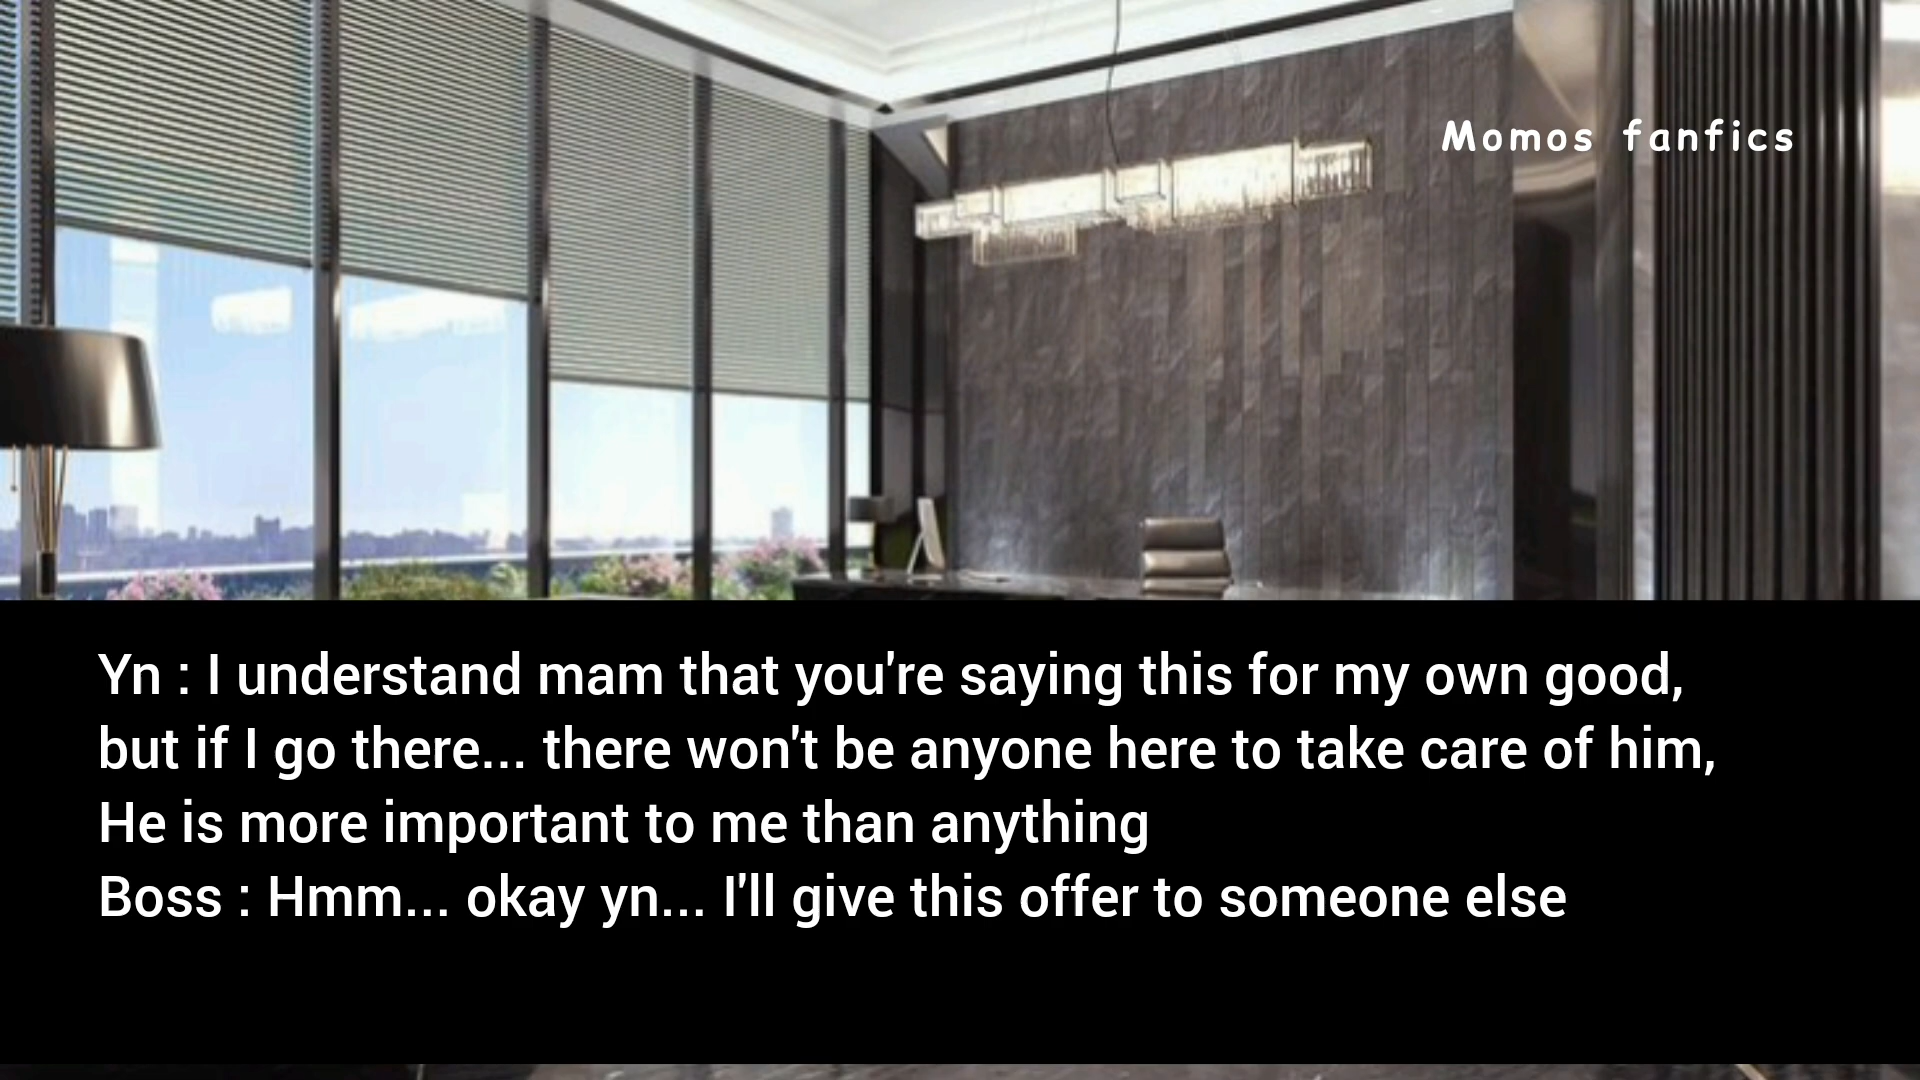 Momos fanfics
Yn : I understand mam that you're saying this for my own good,
but if I go there... there won't be anyone here to take care of him,
He is more important to me than anything
Boss : Hmm... okay yn... I'll give this offer to someone else